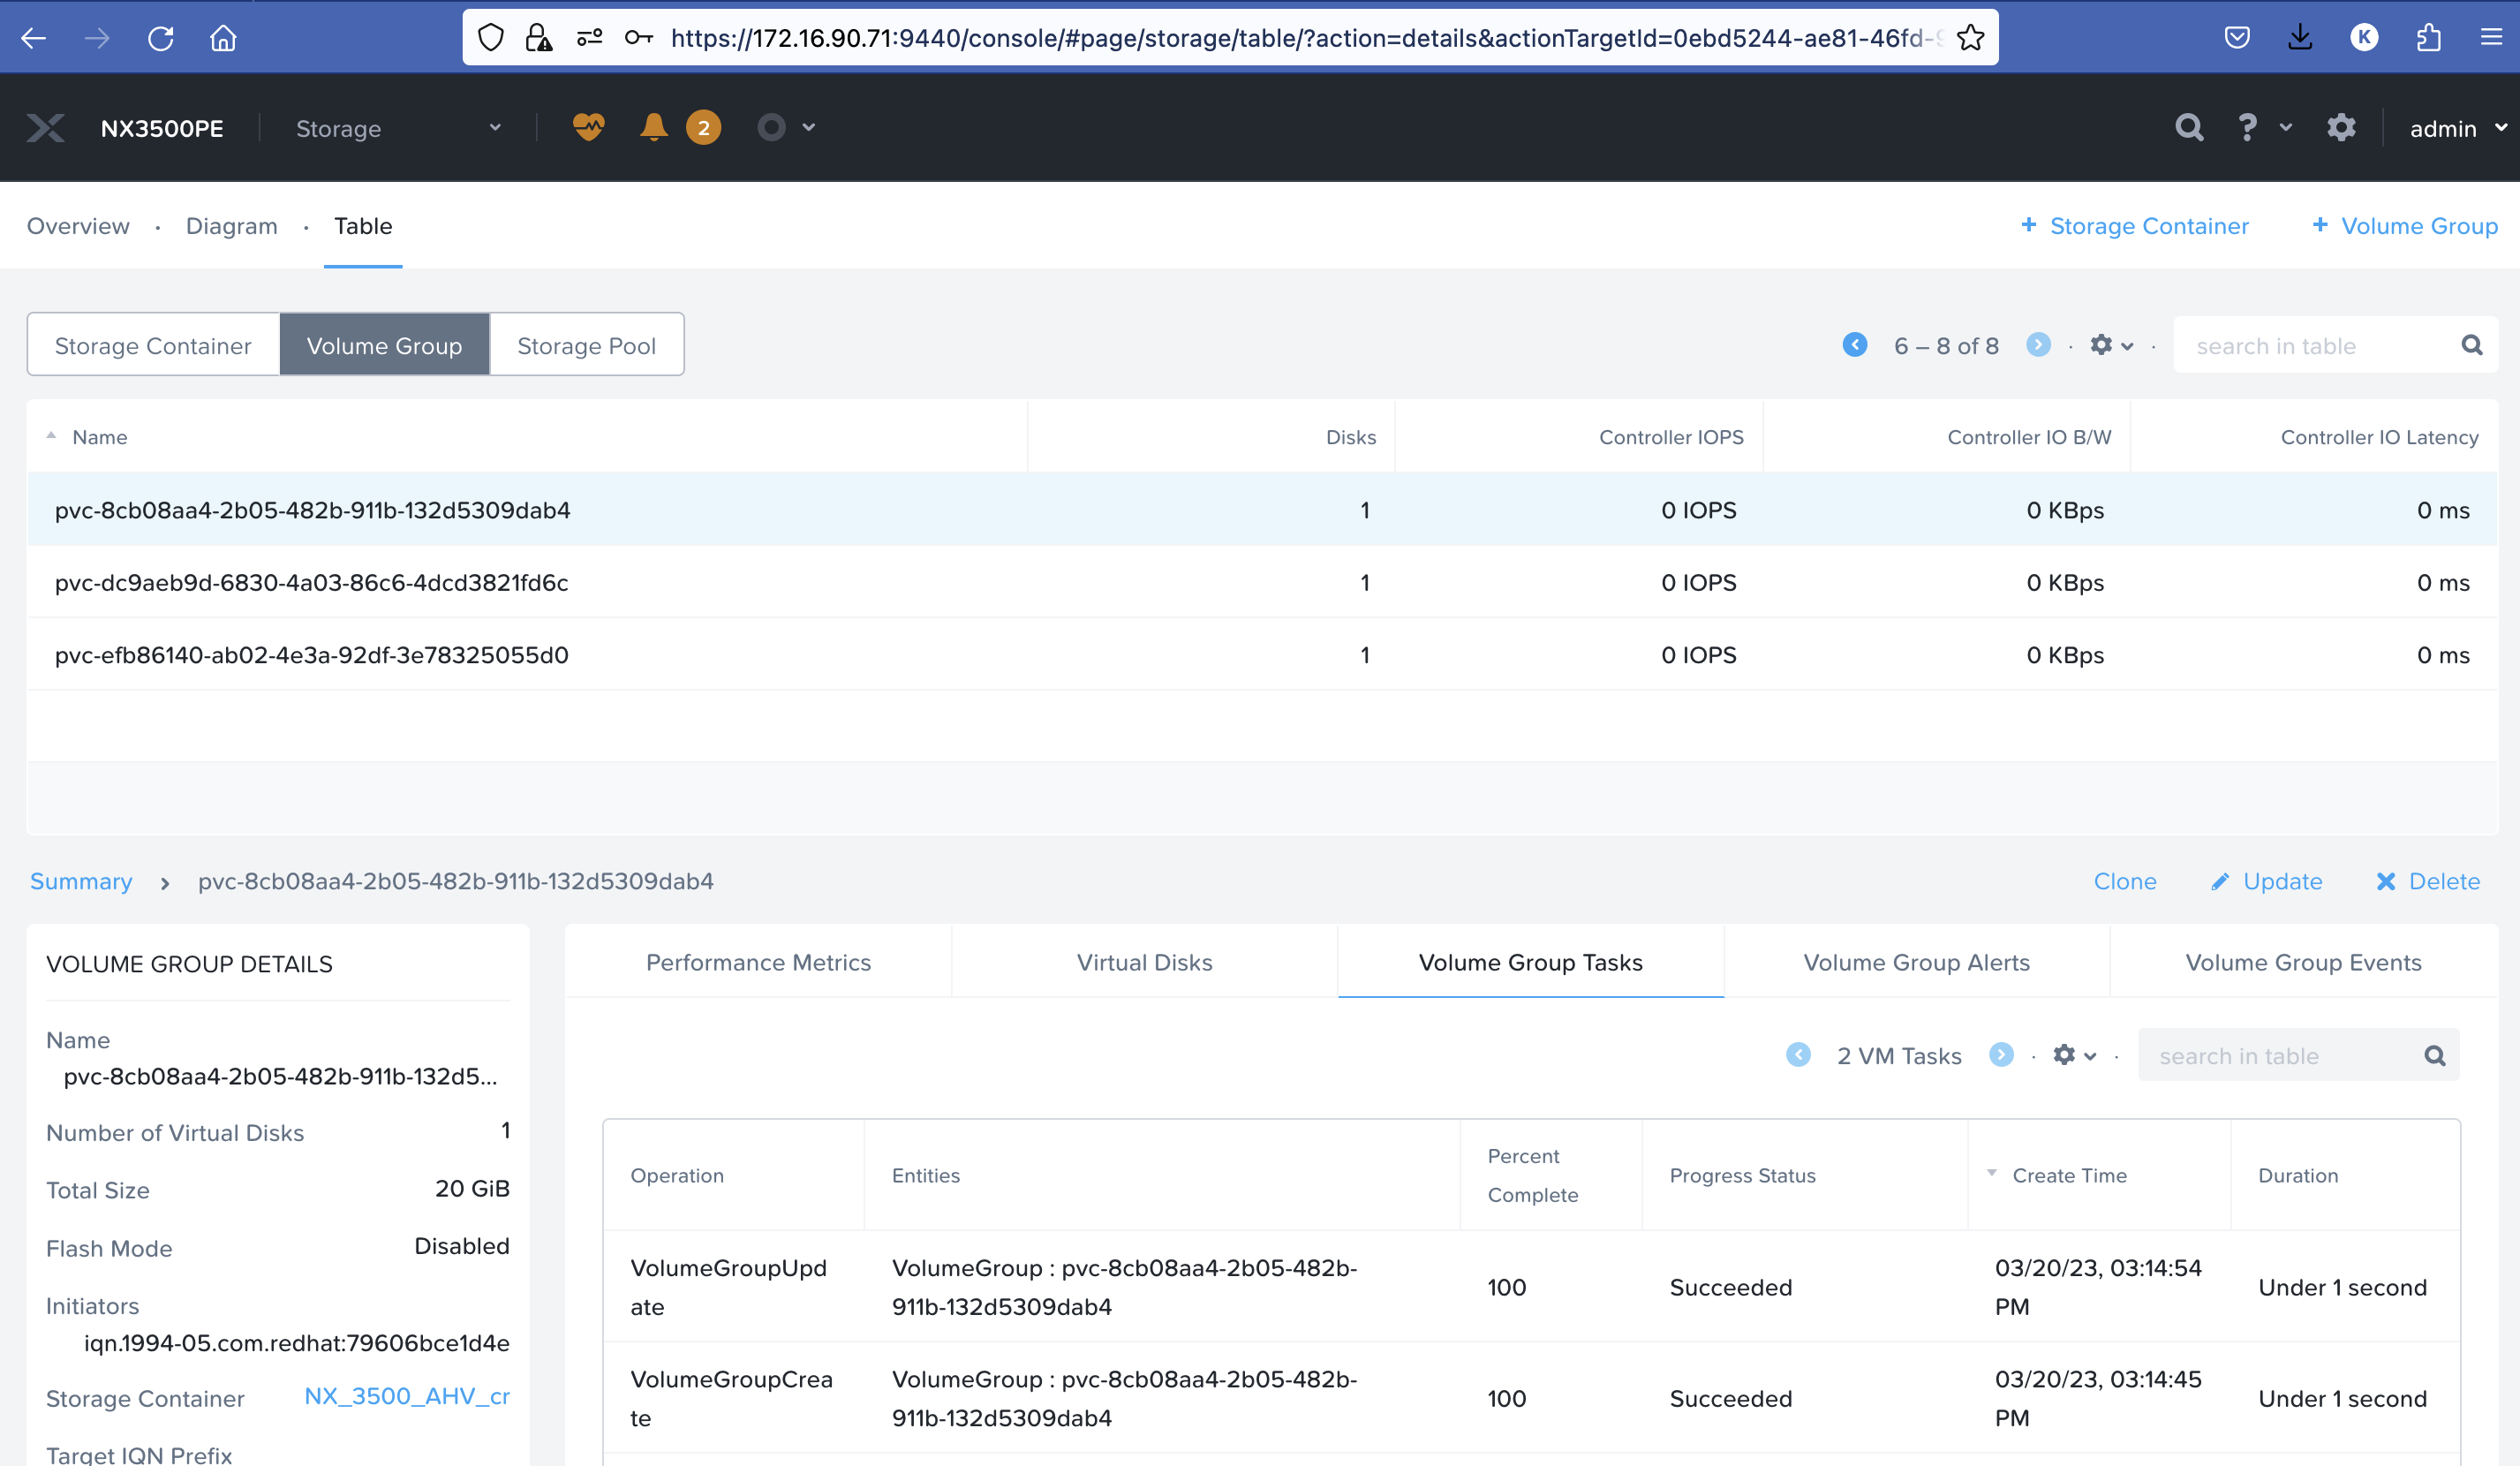 https://172.16.90.71:9440/console/#page/storage/table/?action=details&actionTargetId=0ebd5244-ae81-46fd-9
K
NX3500PE
Storage
2
?
admin
Overview · Diagram · Table
+ Storage Container
+ Volume Group
Storage Container
Volume Group
Storage Pool
6 – 8 of 8
search in table
Name
Disks
Controller IOPS
Controller IO B/W
Controller IO Latency
pvc-8cb08aa4-2b05-482b-911b-132d5309dab4 1 0 IOPS 0 KBps 0 ms
pvc-dc9aeb9d-6830-4a03-86c6-4dcd3821fd6c 1 0 IOPS 0 KBps 0 ms
pvc-efb86140-ab02-4e3a-92df-3e78325055d0 1 0 IOPS 0 KBps 0 ms
Summary > pvc-8cb08aa4-2b05-482b-911b-132d5309dab4
Clone
Update
Delete
VOLUME GROUP DETAILS
Name
pvc-8cb08aa4-2b05-482b-911b-132d5...
Number of Virtual Disks 1
Total Size 20 GiB
Flash Mode Disabled
Initiators
iqn.1994-05.com.redhat:79606bce1d4e
Storage Container NX_3500_AHV_cr
Target IQN Prefix
Performance Metrics
Virtual Disks
Volume Group Tasks
Volume Group Alerts
Volume Group Events
2 VM Tasks
search in table
Operation
Entities
Percent
Complete
Progress Status
Create Time
Duration
VolumeGroupUpd
ate
VolumeGroup : pvc-8cb08aa4-2b05-482b-
911b-132d5309dab4
100
Succeeded
03/20/23, 03:14:54
PM
Under 1 second
VolumeGroupCrea
te
VolumeGroup : pvc-8cb08aa4-2b05-482b-
911b-132d5309dab4
100
Succeeded
03/20/23, 03:14:45
PM
Under 1 second